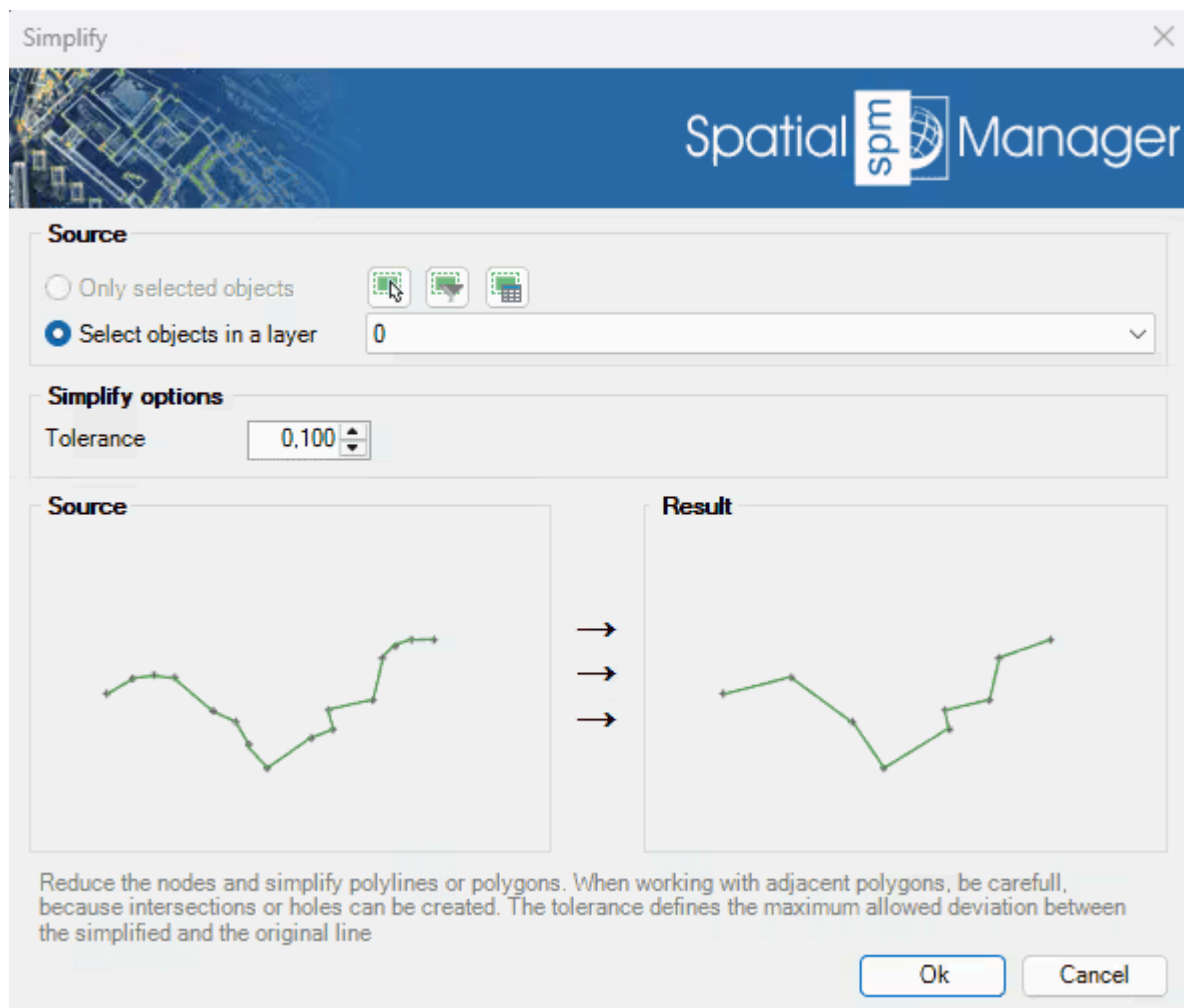 Simplify
Spatial spm Manager
Source
Only selected objects
Select objects in a layer 0
Simplify options
Tolerance 0,100
Source Result
Reduce the nodes and simplify polylines or polygons. When working with adjacent polygons, be carefull,
because intersections or holes can be created. The tolerance defines the maximum allowed deviation between
the simplified and the original line
Ok Cancel